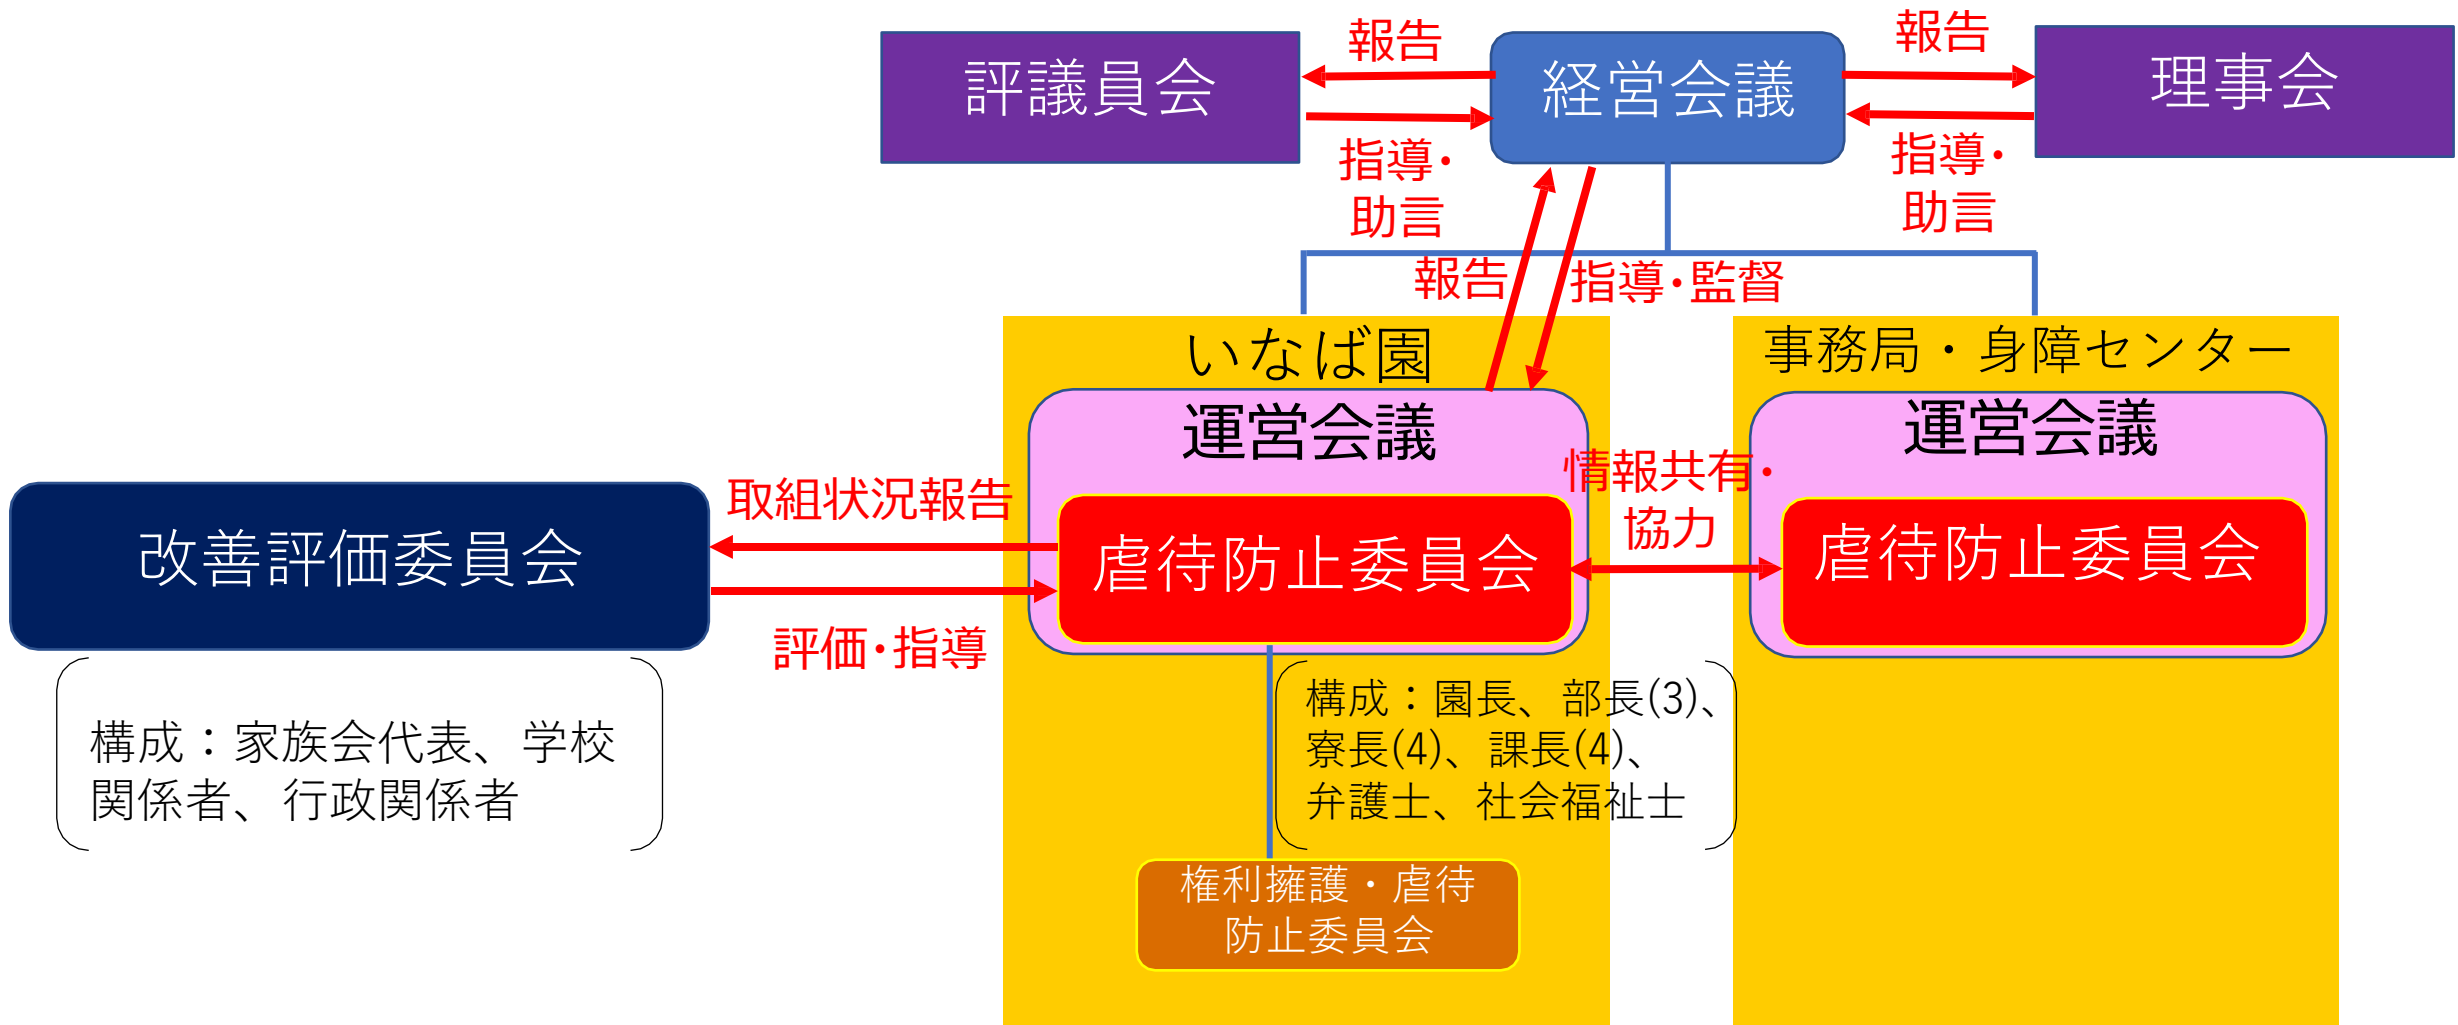 評議員会
報告
経営会議
報告
理事会
指導・
助言
指導・
助言
報告
指導・監督
いなば園
事務局・身障センター
運営会議
運営会議
取組状況報告
情報共有・
協力
改善評価委員会
虐待防止委員会
虐待防止委員会
評価・指導
構成：家族会代表、学校
関係者、行政関係者
構成：園長、部長(3)、
寮長(4)、課長(4)、
弁護士、社会福祉士
権利擁護・虐待
防止委員会